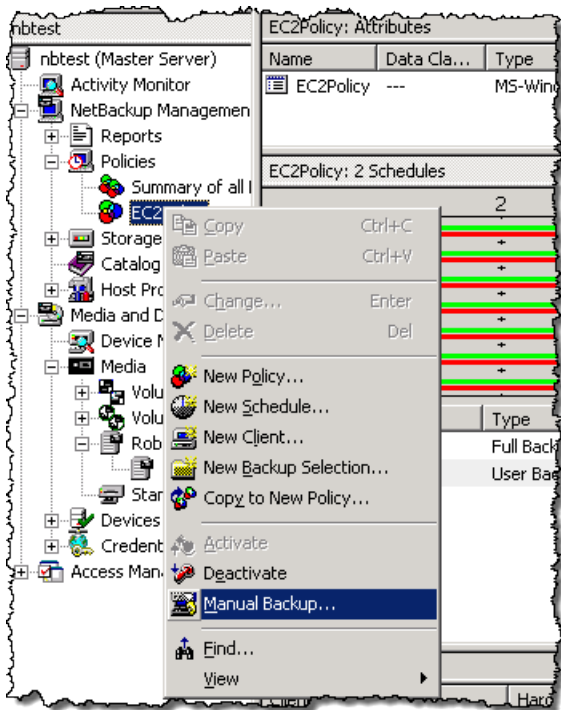 nbtest
nbtest (Master Server)
Activity Monitor
NetBackup Managemen
Reports
Policies
Summary of all
EC2
Storage
Catalog
Host Pro
Media and D
Device M
Media
Volu
Volu
Rob
Stan
Devices
Credent
Access Man
EC2Policy: Attributes
Name Data Cla... Type
EC2Policy --- MS-Wind
EC2Policy: 2 Schedules
2
Type
Full Back
User Bac
Copy Ctrl+C
Paste Ctrl+V
Change... Enter
Delete Del
New Policy...
New Schedule...
New Client...
New Backup Selection...
Copy to New Policy...
Activate
Deactivate
Manual Backup...
Find...
View
Client
Hard